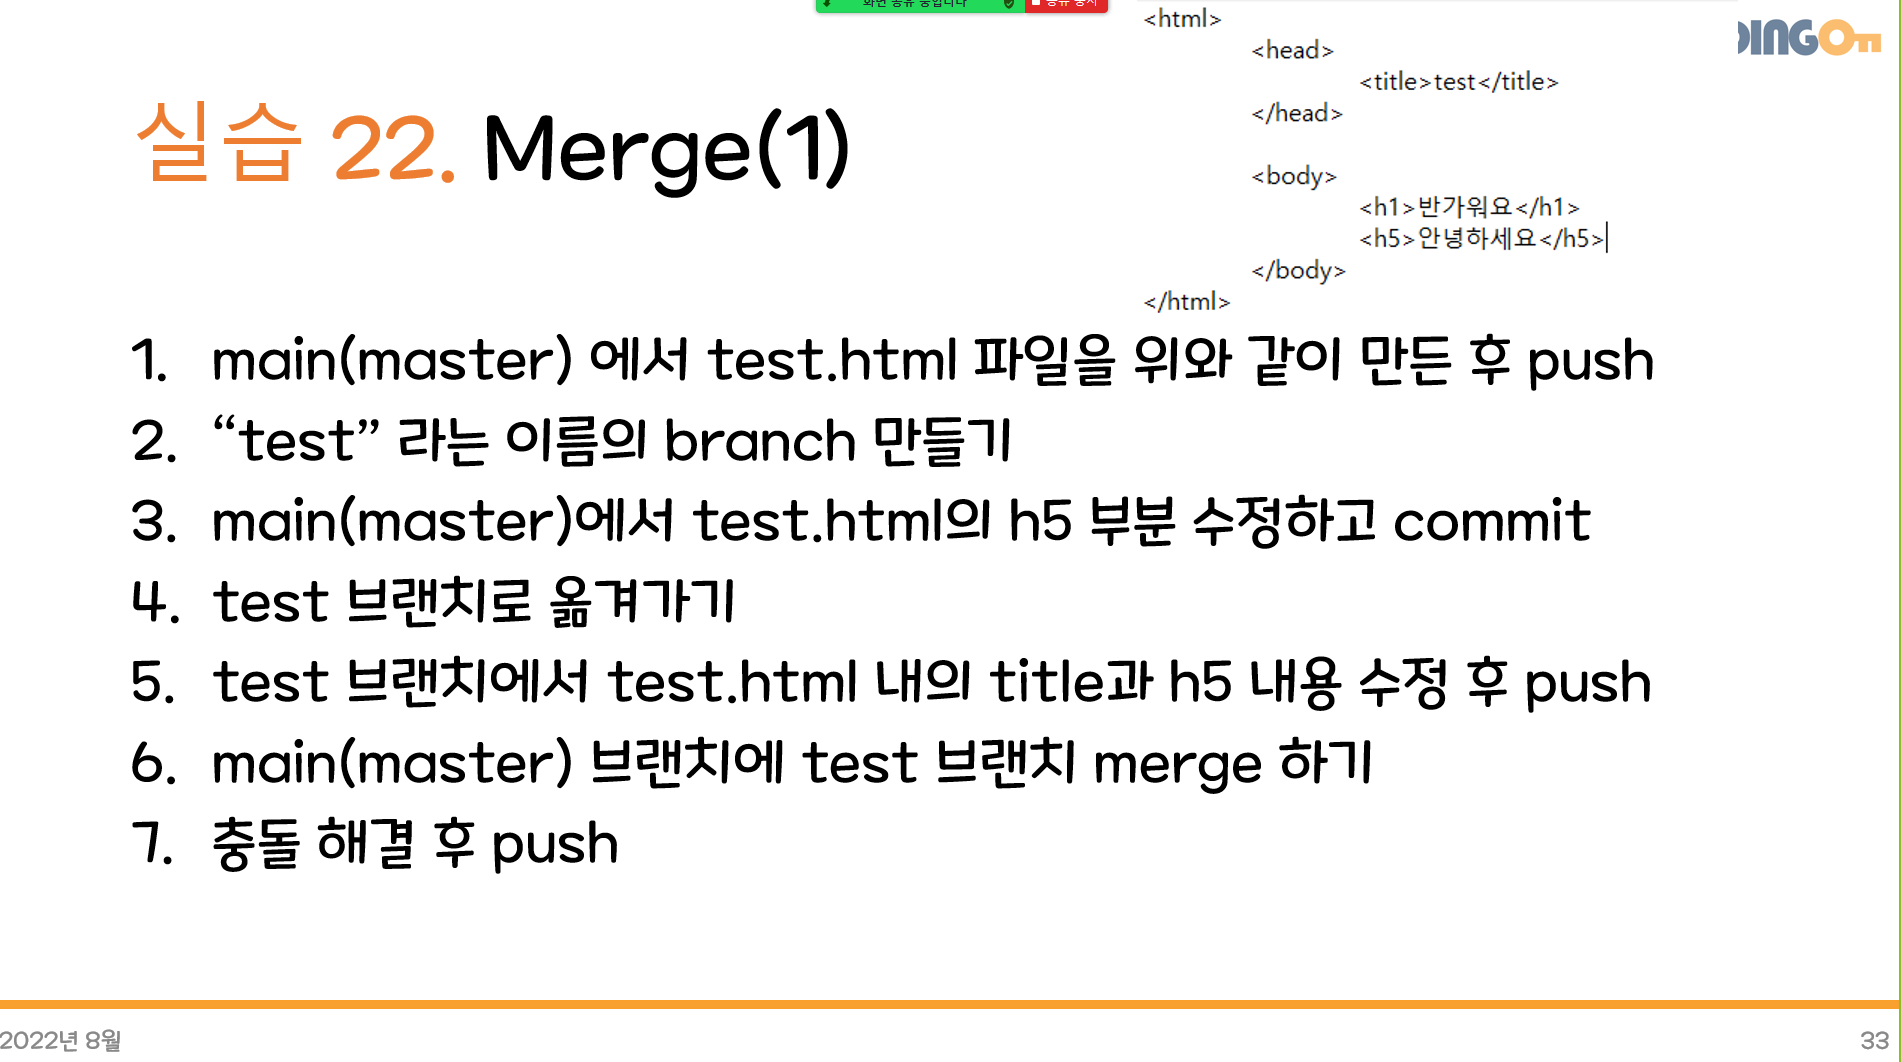 <html>
<head>
<title>test</title>
</head>
<body>
<h1>반가워요</h1>
<h5>안녕하세요</h5>
</body>
</html>
DINGOn
실습 22. Merge(1)
1. main(master) 에서 test.html 파일을 위와 같이 만든 후 push
2. “test” 라는 이름의 branch 만들기
3. main(master)에서 test.html의 h5 부분 수정하고 commit
4. test 브랜치로 옮겨가기
5. test 브랜치에서 test.html 내의 title과 h5 내용 수정 후 push
6. main(master) 브랜치에 test 브랜치 merge 하기
7. 충돌 해결 후 push
2022년 8월
33